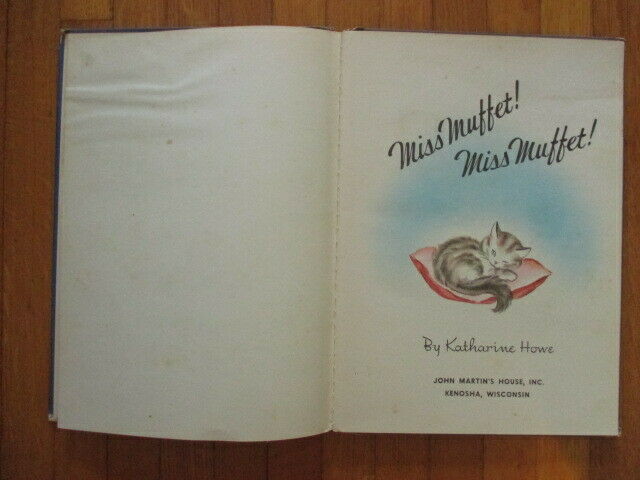 Miss Muffet!
Miss Muffet!
By Katharine Howe
JOHN MARTIN'S HOUSE, INC.
KENOSHA, WISCONSIN